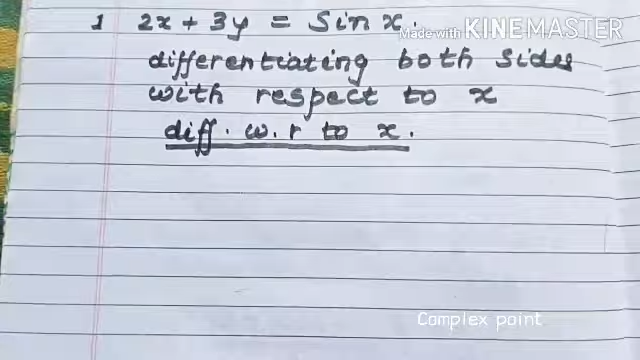 1 2x + 3y = Sin x.
Made with KINEMASTER
differentiating both sides
with respect to x
diff. w.r to x.
Complex point